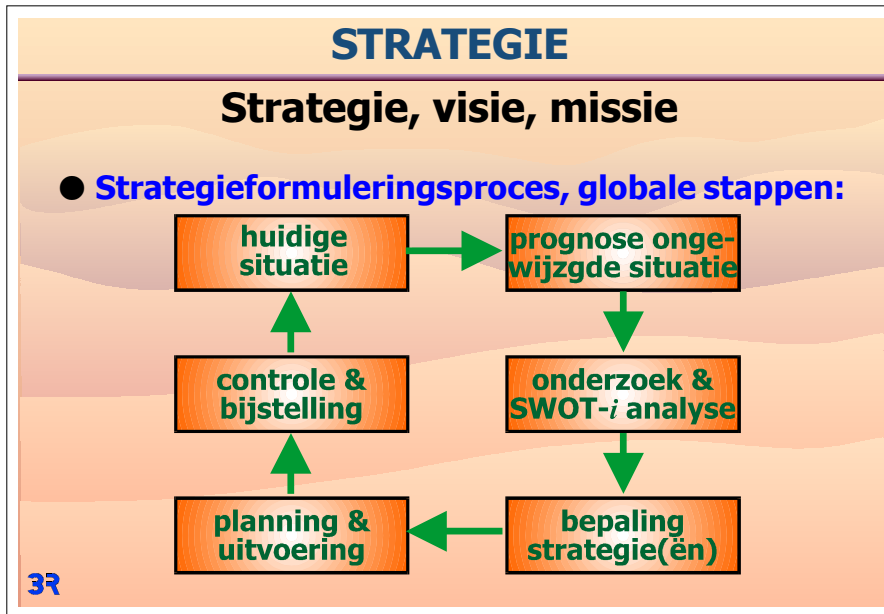 STRATEGIE
Strategie, visie, missie
● Strategieformuleringsproces, globale stappen:
huidige
situatie
prognose onge-
wijzgde situatie
onderzoek &
SWOT-i analyse
bepaling
strategie(ën)
planning &
uitvoering
controle &
bijstelling
3R